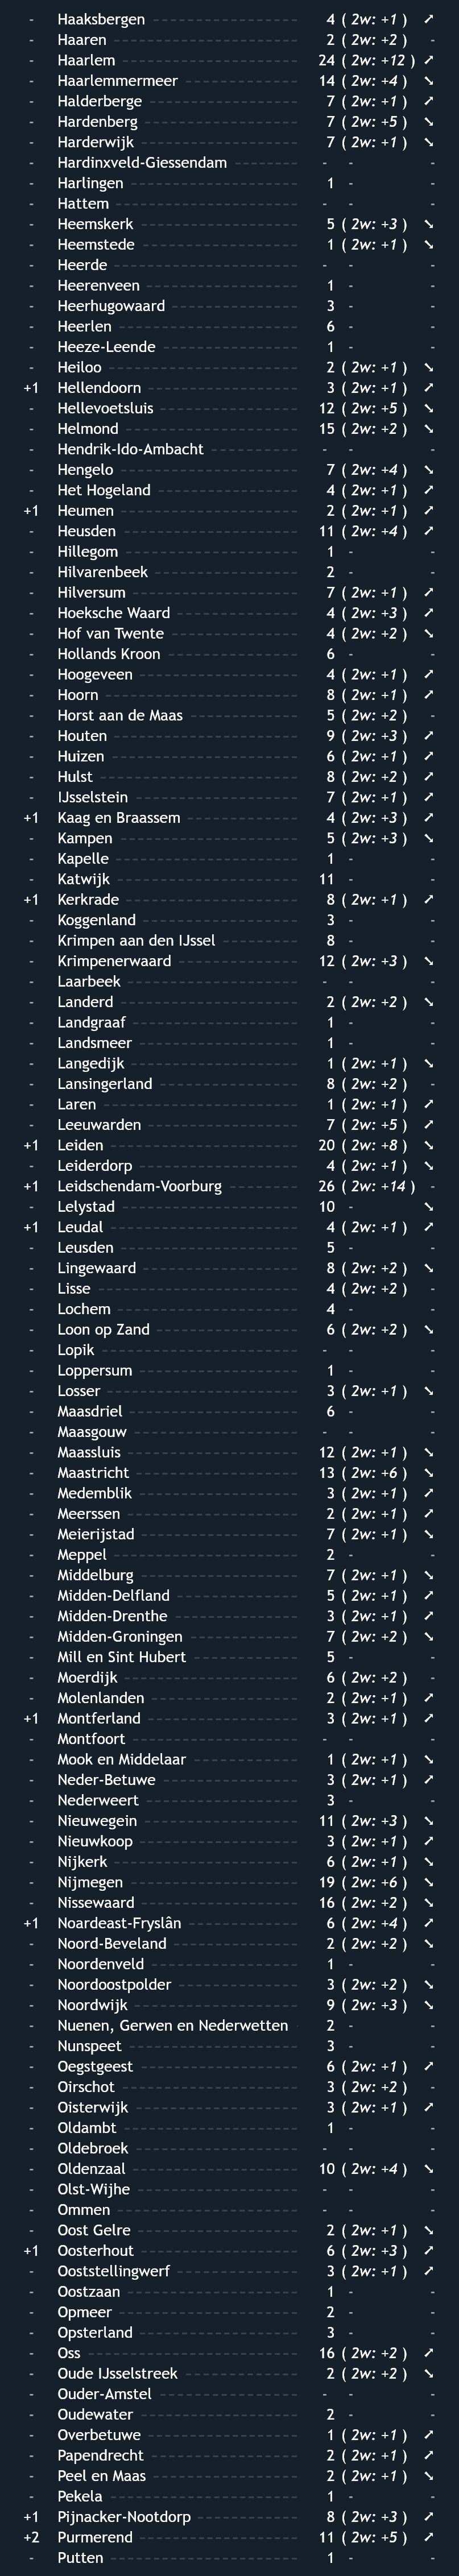 - Haaksbergen 4 ( 2w: +1 ) ➚
- Haaren 2 ( 2w: +2 ) -
- Haarlem 24 ( 2w: +12 ) ➚
- Haarlemmermeer 14 ( 2w: +4 ) ➘
- Halderberge 7 ( 2w: +1 ) ➚
- Hardenberg 7 ( 2w: +5 ) ➘
- Harderwijk 7 ( 2w: +1 ) ➘
- Hardinxveld-Giessendam - - -
- Harlingen 1 - -
- Hattem - - -
- Heemskerk 5 ( 2w: +3 ) ➘
- Heemstede 1 ( 2w: +1 ) ➘
- Heerde - - -
- Heerenveen 1 - -
- Heerhugowaard 3 - -
- Heerlen 6 - -
- Heeze-Leende 1 - -
- Heiloo 2 ( 2w: +1 ) ➘
+1 Hellendoorn 3 ( 2w: +1 ) ➚
- Hellevoetsluis 12 ( 2w: +5 ) ➘
- Helmond 15 ( 2w: +2 ) ➘
- Hendrik-Ido-Ambacht - - -
- Hengelo 7 ( 2w: +4 ) ➘
- Het Hogeland 4 ( 2w: +1 ) ➚
+1 Heumen 2 ( 2w: +1 ) ➚
- Heusden 11 ( 2w: +4 ) ➚
- Hillegom 1 - -
- Hilvarenbeek 2 - -
- Hilversum 7 ( 2w: +1 ) ➚
- Hoeksche Waard 4 ( 2w: +3 ) ➚
- Hof van Twente 4 ( 2w: +2 ) ➘
- Hollands Kroon 6 - -
- Hoogeveen 4 ( 2w: +1 ) ➚
- Hoorn 8 ( 2w: +1 ) ➚
- Horst aan de Maas 5 ( 2w: +2 ) -
- Houten 9 ( 2w: +3 ) ➚
- Huizen 6 ( 2w: +1 ) ➚
- Hulst 8 ( 2w: +2 ) ➚
- IJsselstein 7 ( 2w: +1 ) ➚
+1 Kaag en Braassem 4 ( 2w: +3 ) ➚
- Kampen 5 ( 2w: +3 ) ➘
- Kapelle 1 - -
- Katwijk 11 - -
+1 Kerkrade 8 ( 2w: +1 ) ➚
- Koggenland 3 - -
- Krimpen aan den IJssel 8 - -
- Krimpenerwaard 12 ( 2w: +3 ) ➘
- Laarbeek - - -
- Landerd 2 ( 2w: +2 ) ➘
- Landgraaf 1 - -
- Landsmeer 1 - -
- Langedijk 1 ( 2w: +1 ) ➘
- Lansingerland 8 ( 2w: +2 ) -
- Laren 1 ( 2w: +1 ) ➚
- Leeuwarden 7 ( 2w: +5 ) ➚
+1 Leiden 20 ( 2w: +8 ) ➘
- Leiderdorp 4 ( 2w: +1 ) ➘
+1 Leidschendam-Voorburg 26 ( 2w: +14 ) -
- Lelystad 10 - ➘
+1 Leudal 4 ( 2w: +1 ) ➚
- Leusden 5 - -
- Lingewaard 8 ( 2w: +2 ) ➘
- Lisse 4 ( 2w: +2 ) -
- Lochem 4 - -
- Loon op Zand 6 ( 2w: +2 ) ➘
- Lopik - - -
- Loppersum 1 - -
- Losser 3 ( 2w: +1 ) ➘
- Maasdriel 6 - -
- Maasgouw - - -
- Maassluis 12 ( 2w: +1 ) ➘
- Maastricht 13 ( 2w: +6 ) ➘
- Medemblik 3 ( 2w: +1 ) ➚
- Meerssen 2 ( 2w: +1 ) ➚
- Meierijstad 7 ( 2w: +1 ) ➘
- Meppel 2 - -
- Middelburg 7 ( 2w: +1 ) ➘
- Midden-Delfland 5 ( 2w: +1 ) ➚
- Midden-Drenthe 3 ( 2w: +1 ) ➚
- Midden-Groningen 7 ( 2w: +2 ) ➘
- Mill en Sint Hubert 5 - -
- Moerdijk 6 ( 2w: +2 ) -
- Molenlanden 2 ( 2w: +1 ) ➚
+1 Montferland 3 ( 2w: +1 ) ➚
- Montfoort - - -
- Mook en Middelaar 1 ( 2w: +1 ) ➘
- Neder-Betuwe 3 ( 2w: +1 ) ➚
- Nederweert 3 - -
- Nieuwegein 11 ( 2w: +3 ) ➘
- Nieuwkoop 3 ( 2w: +1 ) ➚
- Nijkerk 6 ( 2w: +1 ) ➘
- Nijmegen 19 ( 2w: +6 ) ➘
- Nissewaard 16 ( 2w: +2 ) ➘
+1 Noardeast-Fryslân 6 ( 2w: +4 ) ➚
- Noord-Beveland 2 ( 2w: +2 ) ➘
- Noordenveld 1 - -
- Noordoostpolder 3 ( 2w: +2 ) ➘
- Noordwijk 9 ( 2w: +3 ) ➘
- Nuenen, Gerwen en Nederwetten 2 - -
- Nunspeet 3 - -
- Oegstgeest 6 ( 2w: +1 ) ➚
- Oirschot 3 ( 2w: +2 ) -
- Oisterwijk 3 ( 2w: +1 ) ➚
- Oldambt 1 - -
- Oldebroek - - -
- Oldenzaal 10 ( 2w: +4 ) ➘
- Olst-Wijhe - - -
- Ommen - - -
- Oost Gelre 2 ( 2w: +1 ) ➘
+1 Oosterhout 6 ( 2w: +3 ) ➚
- Ooststellingwerf 3 ( 2w: +1 ) ➚
- Oostzaan 1 - -
- Opmeer 2 - -
- Opsterland 3 - -
- Oss 16 ( 2w: +2 ) ➚
- Oude IJsselstreek 2 ( 2w: +2 ) ➘
- Ouder-Amstel - - -
- Oudewater 2 - -
- Overbetuwe 1 ( 2w: +1 ) ➚
- Papendrecht 2 ( 2w: +1 ) ➚
- Peel en Maas 2 ( 2w: +1 ) ➘
- Pekela 1 - -
+1 Pijnacker-Nootdorp 8 ( 2w: +3 ) ➚
+2 Purmerend 11 ( 2w: +5 ) ➚
- Putten 1 - -